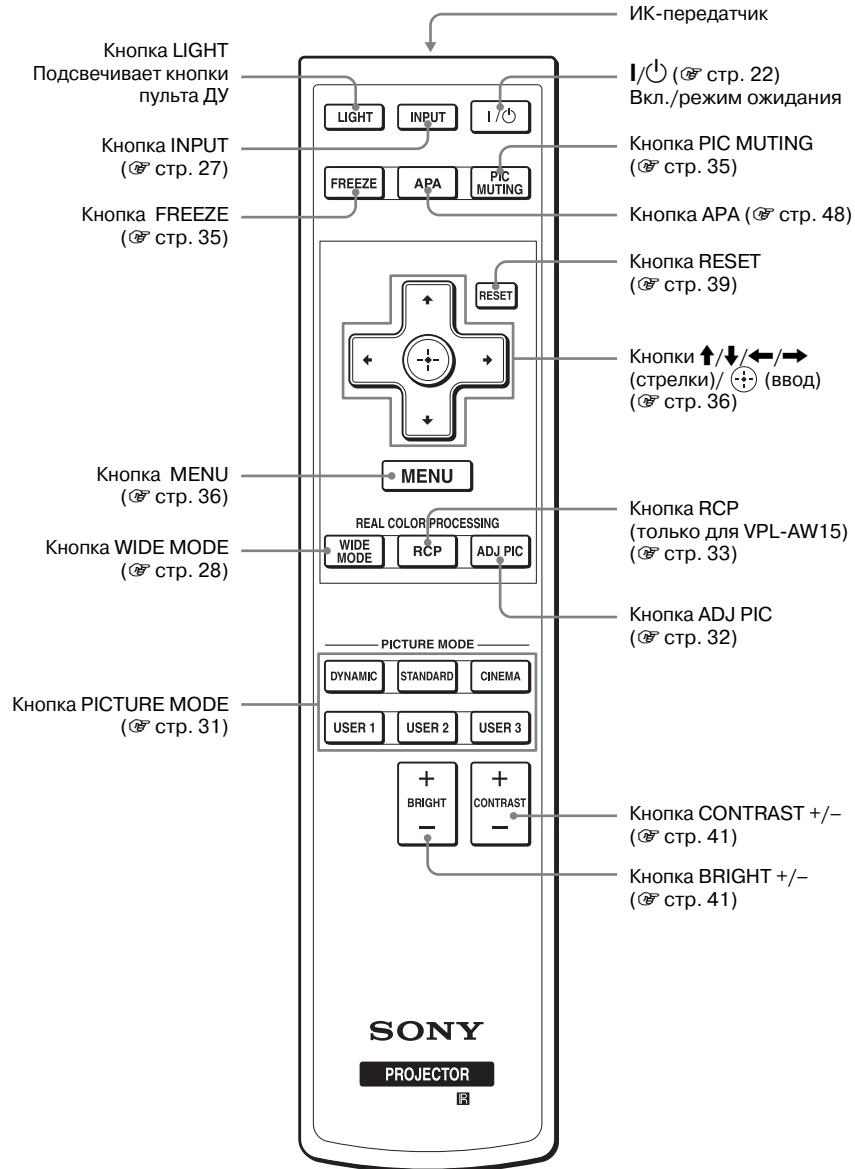 ИК-передатчик
Кнопка LIGHT
Подсвечивает кнопки
пульта ДУ
I/⏻ (☞ стр. 22)
Вкл./режим ожидания
LIGHT
INPUT
I/⏻
Кнопка INPUT
(☞ стр. 27)
Кнопка PIC MUTING
(☞ стр. 35)
FREEZE
APA
PIC
MUTING
Кнопка FREEZE
(☞ стр. 35)
Кнопка APA (☞ стр. 48)
Кнопка RESET
(☞ стр. 39)
RESET
Кнопки ↑/↓/←/→
(стрелки)/ (ввод)
(☞ стр. 36)
MENU
Кнопка MENU
(☞ стр. 36)
REAL COLOR PROCESSING
WIDE
MODE
RCP
ADJ PIC
Кнопка WIDE MODE
(☞ стр. 28)
Кнопка RCP
(только для VPL-AW15)
(☞ стр. 33)
Кнопка ADJ PIC
(☞ стр. 32)
PICTURE MODE
DYNAMIC
STANDARD
CINEMA
USER 1
USER 2
USER 3
Кнопка PICTURE MODE
(☞ стр. 31)
+
BRIGHT
–
+
CONTRAST
–
Кнопка CONTRAST +/–
(☞ стр. 41)
Кнопка BRIGHT +/–
(☞ стр. 41)
SONY
PROJECTOR
R